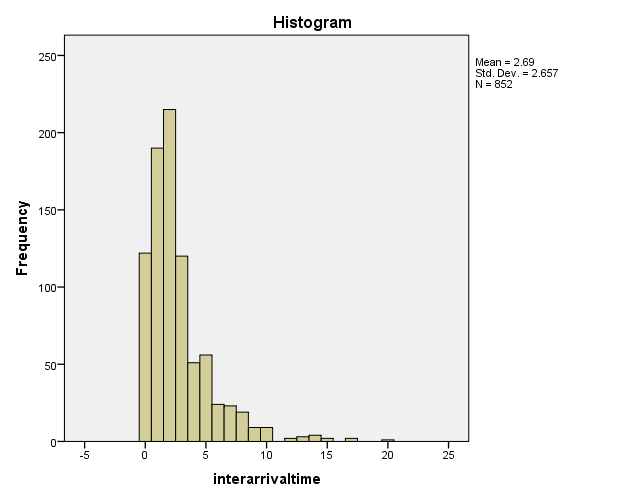 Histogram
Mean = 2.69
Std. Dev. = 2.657
N = 852
Frequency
250
200
150
100
50
0
-5 0 5 10 15 20 25
interarrivaltime